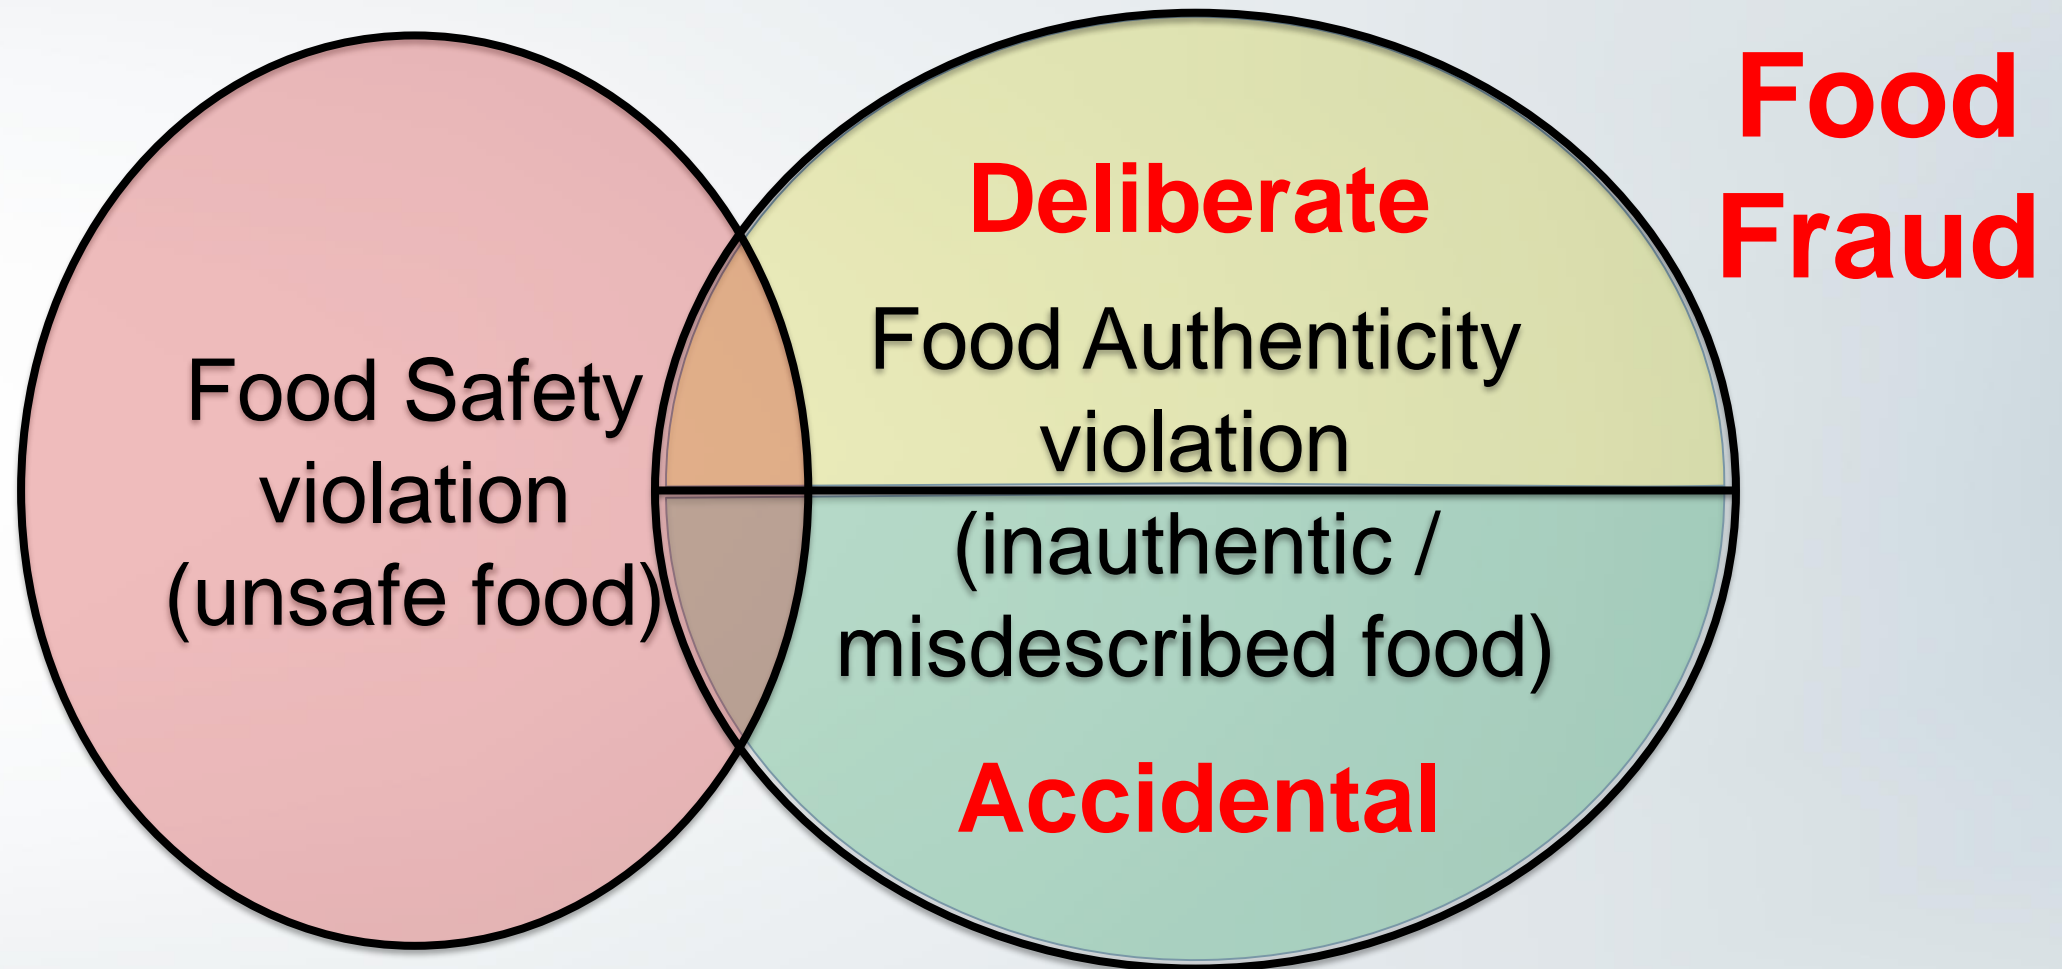 Food
Fraud
Deliberate
Food Authenticity
violation
(inauthentic /
misdescribed food)
Accidental
Food Safety
violation
(unsafe food)